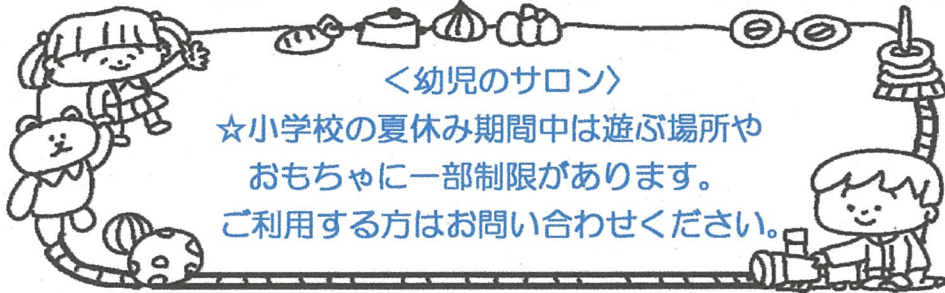 <幼児のサロン>
☆小学校の夏休み期間中は遊ぶ場所や
おもちゃに一部制限があります。
ご利用する方はお問い合わせください。